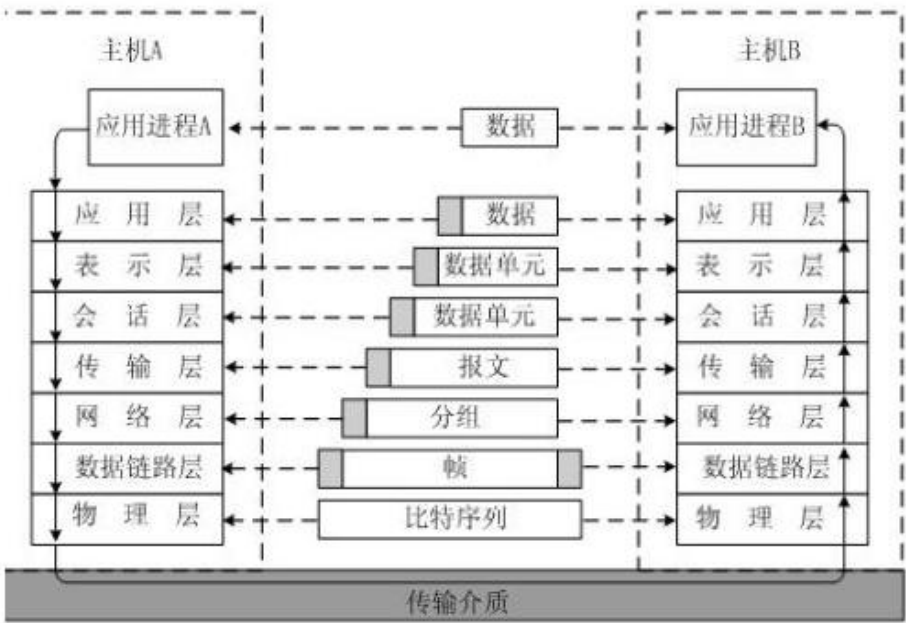 主机A 主机B
应用进程A 数据 应用进程B
应用层 数据 应用层
表示层 数据单元 表示层
会话层 数据单元 会话层
传输层 报文 传输层
网络层 分组 网络层
数据链路层 帧 数据链路层
物理层 比特序列 物理层
传输介质